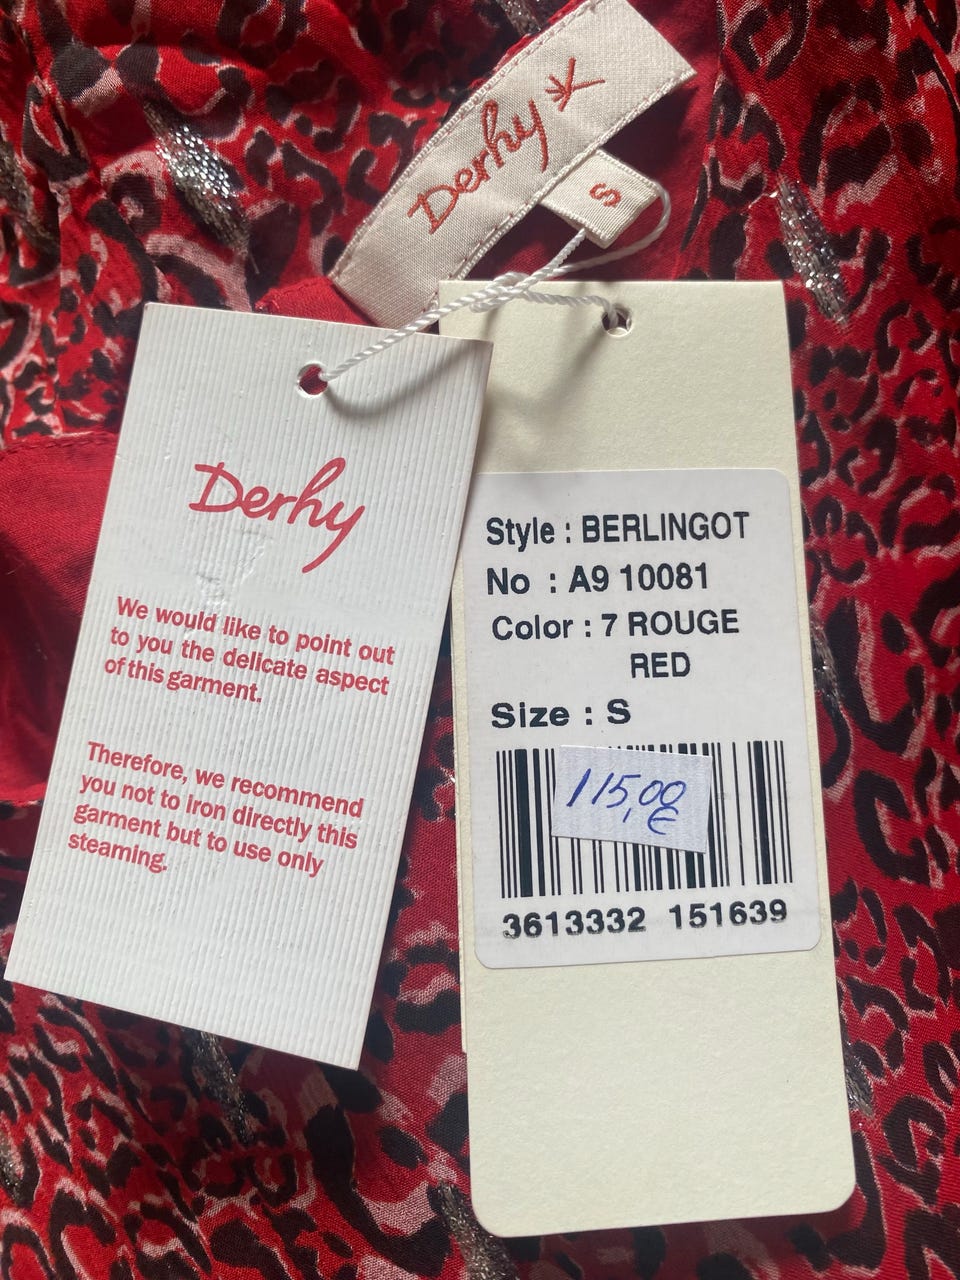 Derhy
S
Derhy
We would like to point out
to you the delicate aspect
of this garment.
Therefore, we recommend
you not to iron directly this
garment but to use only
steaming.
Style : BERLINGOT
No : A9 10081
Color : 7 ROUGE
RED
Size : S
115,00
€
3613332 151639